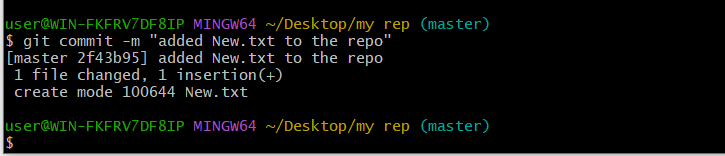 user@WIN-FKFRV7DF8IP MINGW64 ~/Desktop/my rep (master)
$ git commit -m "added New.txt to the repo"
[master 2f43b95] added New.txt to the repo
 1 file changed, 1 insertion(+)
 create mode 100644 New.txt
user@WIN-FKFRV7DF8IP MINGW64 ~/Desktop/my rep (master)
$